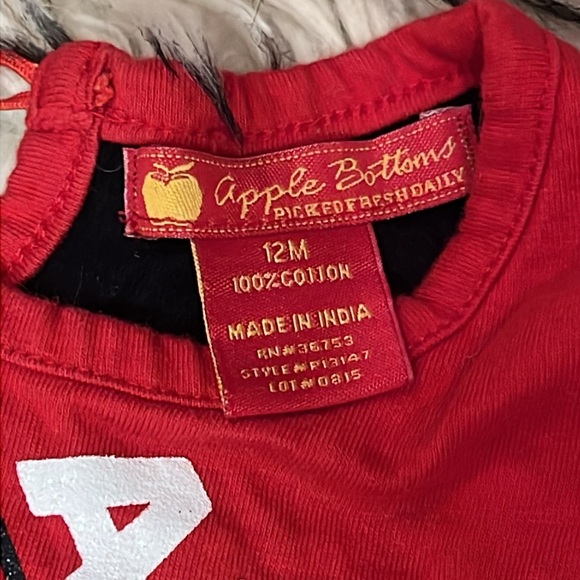 apple Bottoms
PICKED FRESH DAILY
12M
100% COTTON
MADE IN INDIA
RN# 36753
STYLE# P13147
LOT# 0815
A